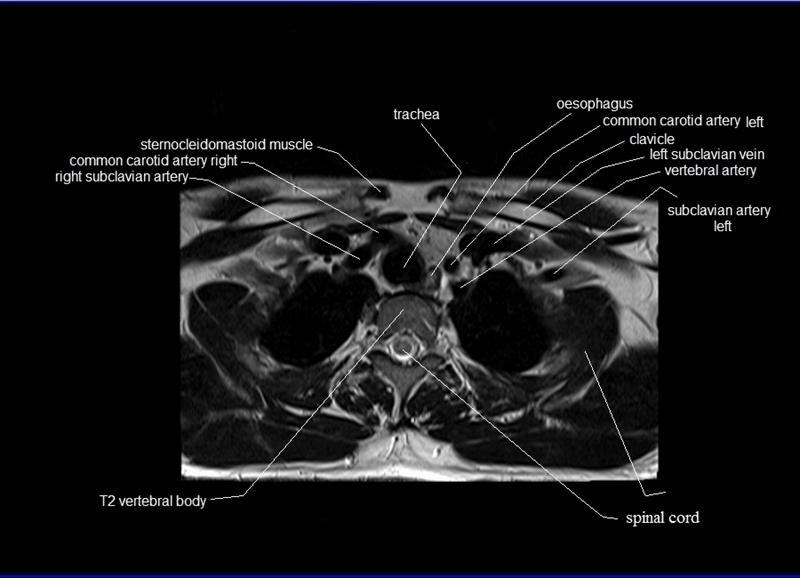 oesophagus
trachea
common carotid artery left
clavicle
sternocleidomastoid muscle
left subclavian vein
common carotid artery right
vertebral artery
right subclavian artery
subclavian artery
left
T2 vertebral body
spinal cord